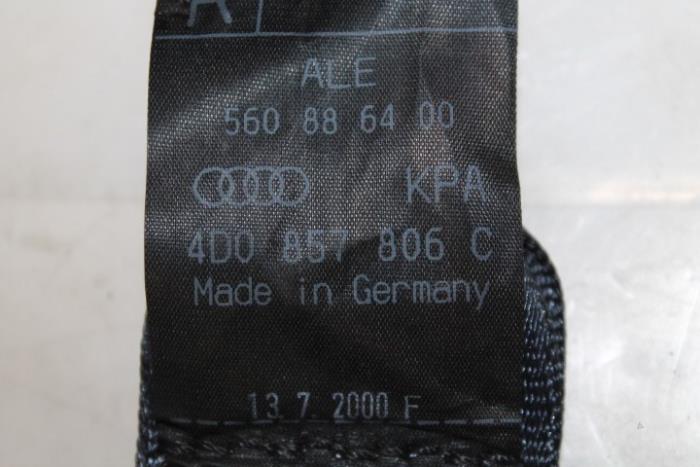 A
ALE
560 88 64 00
KPA
4D0 857 806 C
Made in Germany
13. 7. 2000 F